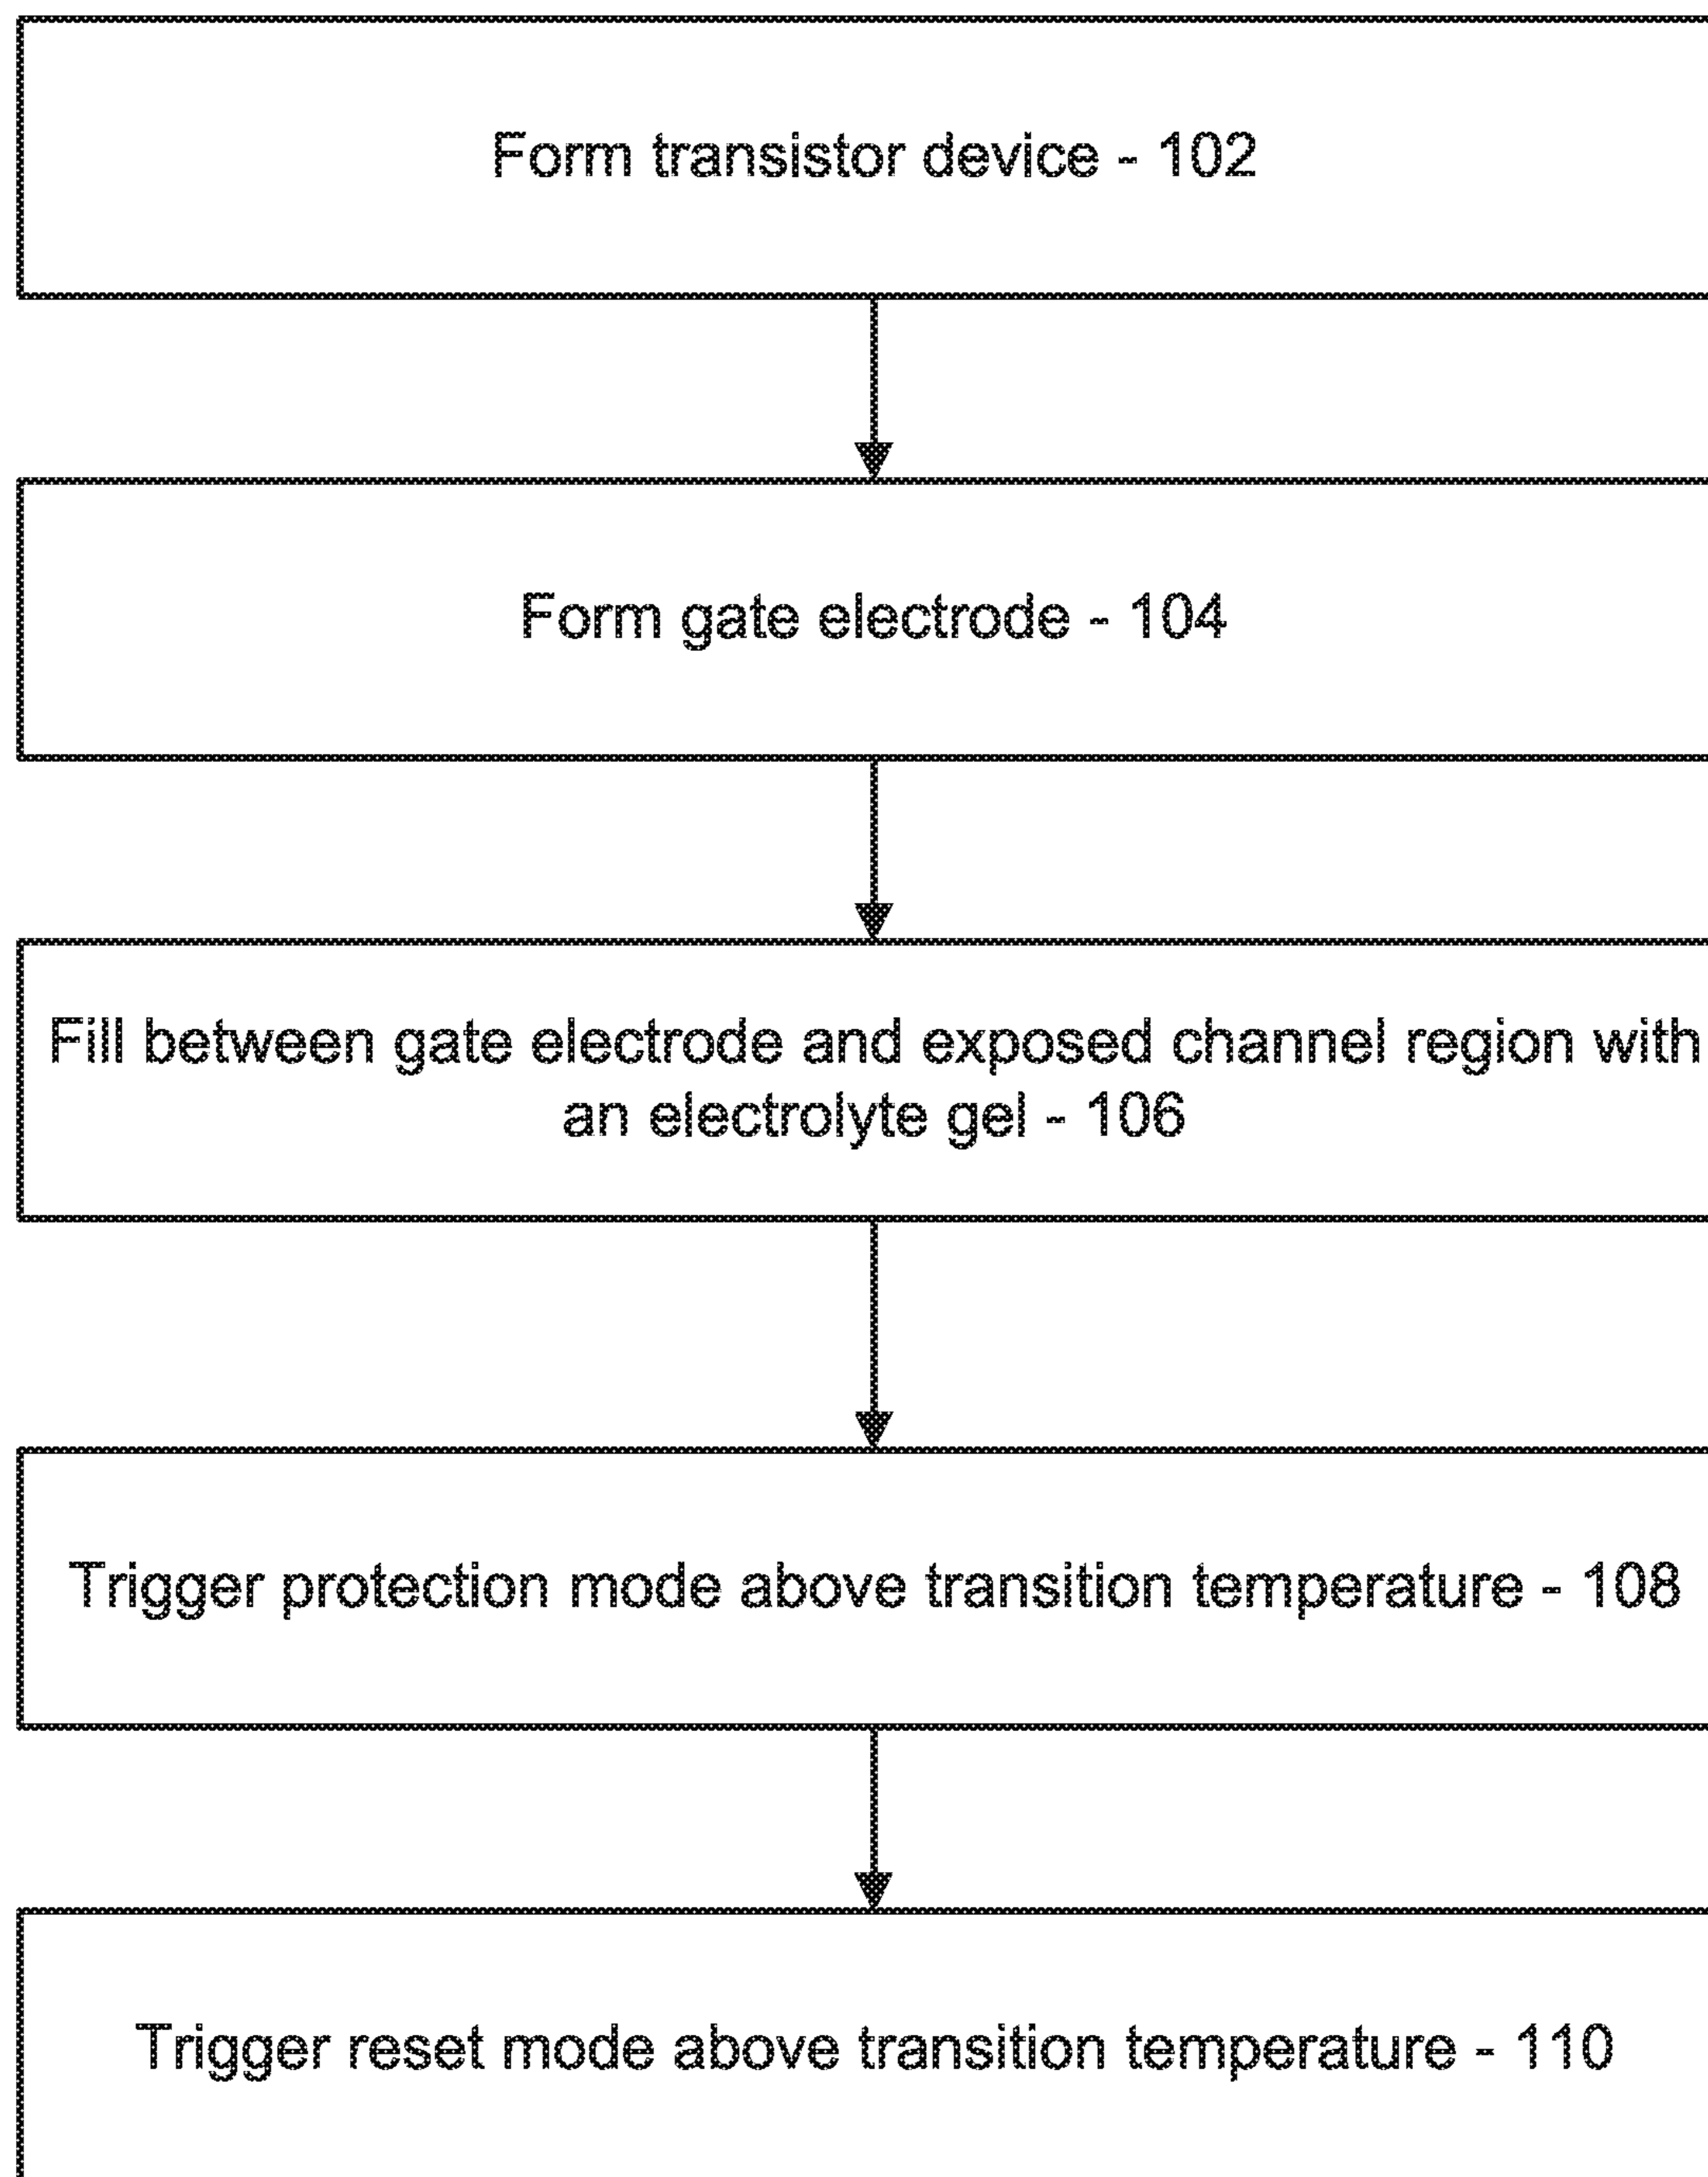 Form transistor device - 102
Form gate electrode - 104
Fill between gate electrode and exposed channel region with
an electrolyte gel - 106
Trigger protection mode above transition temperature - 108
Trigger reset mode above transition temperature - 110